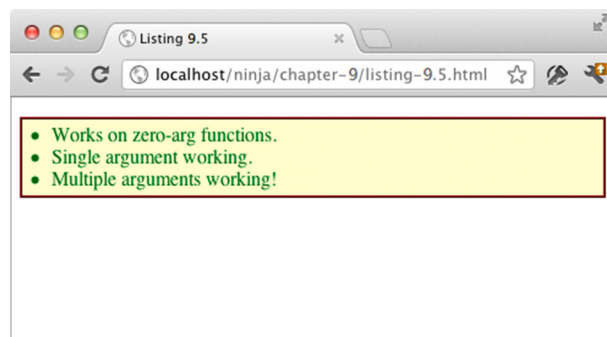 Listing 9.5
localhost/ninja/chapter-9/listing-9.5.html
Works on zero-arg functions.
Single argument working.
Multiple arguments working!